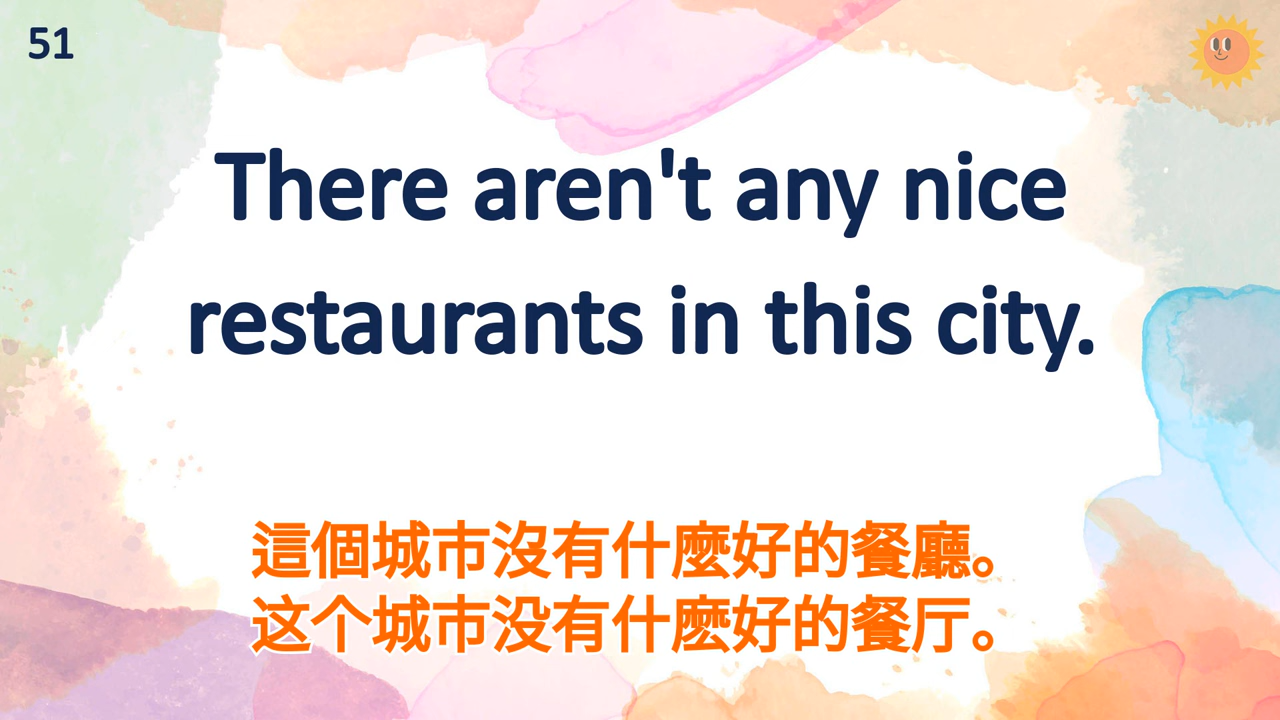 51
There aren't any nice
restaurants in this city.
這個城市沒有什麼好的餐廳。
这个城市没有什麽好的餐厅。